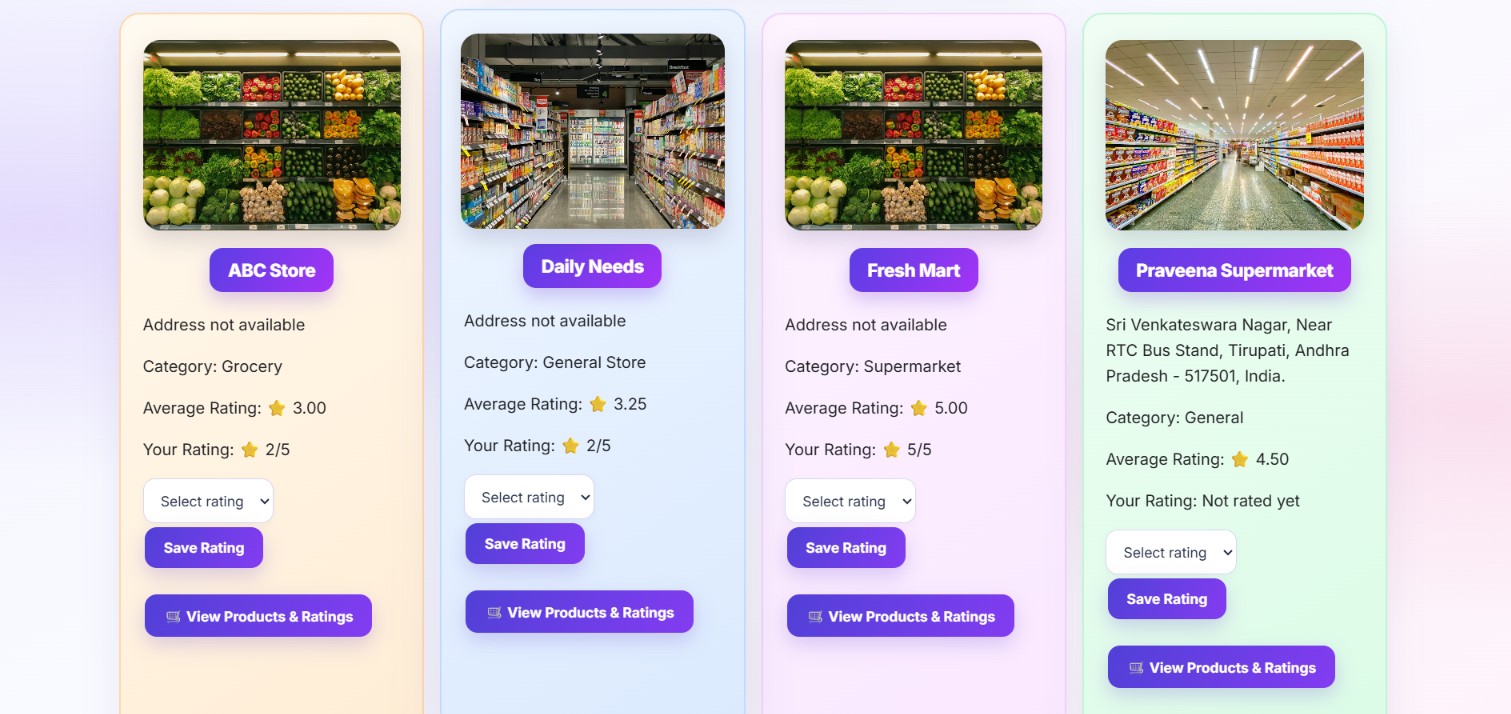 ABC Store
Address not available
Category: Grocery
Average Rating: ⭐ 3.00
Your Rating: ⭐ 2/5
Select rating
Save Rating
🛒 View Products & Ratings
Daily Needs
Address not available
Category: General Store
Average Rating: ⭐ 3.25
Your Rating: ⭐ 2/5
Select rating
Save Rating
🛒 View Products & Ratings
Fresh Mart
Address not available
Category: Supermarket
Average Rating: ⭐ 5.00
Your Rating: ⭐ 5/5
Select rating
Save Rating
🛒 View Products & Ratings
Praveena Supermarket
Sri Venkateswara Nagar, Near
RTC Bus Stand, Tirupati, Andhra
Pradesh - 517501, India.
Category: General
Average Rating: ⭐ 4.50
Your Rating: Not rated yet
Select rating
Save Rating
🛒 View Products & Ratings